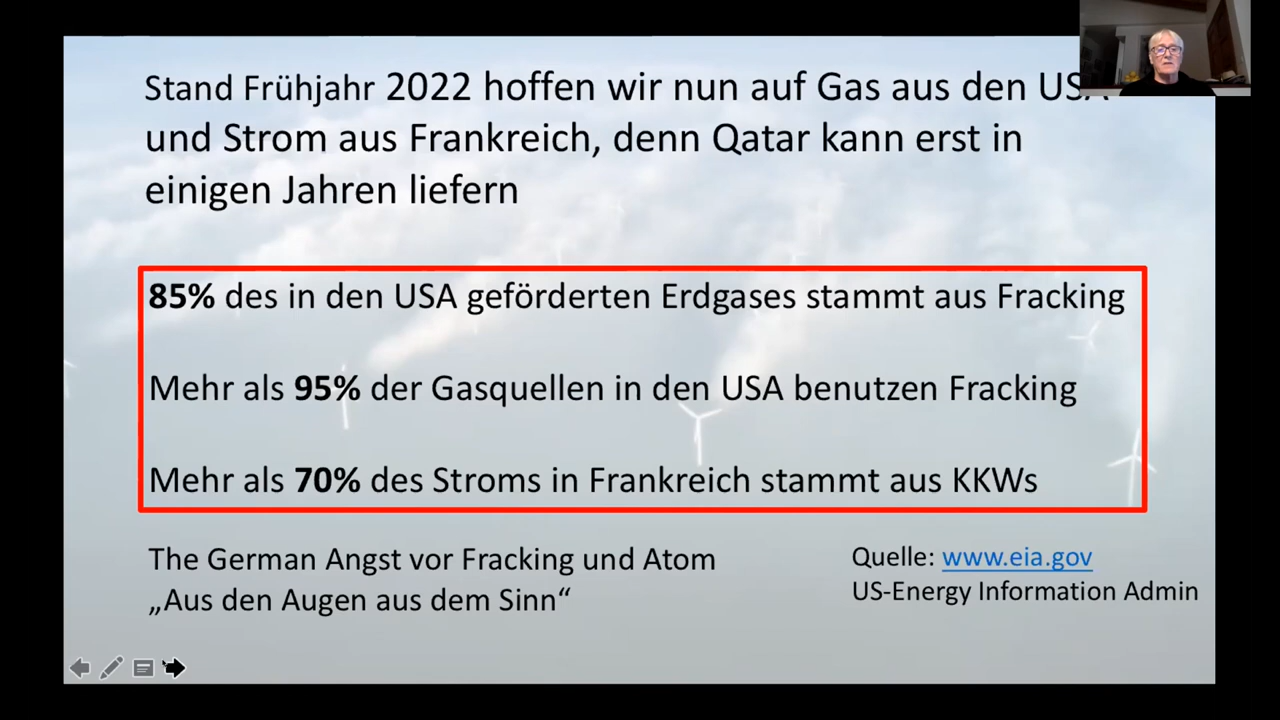 Stand Frühjahr 2022 hoffen wir nun auf Gas aus den USA
und Strom aus Frankreich, denn Qatar kann erst in
einigen Jahren liefern
85% des in den USA geförderten Erdgases stammt aus Fracking
Mehr als 95% der Gasquellen in den USA benutzen Fracking
Mehr als 70% des Stroms in Frankreich stammt aus KKWs
The German Angst vor Fracking und Atom
„Aus den Augen aus dem Sinn“
Quelle: www.eia.gov
US-Energy Information Admin